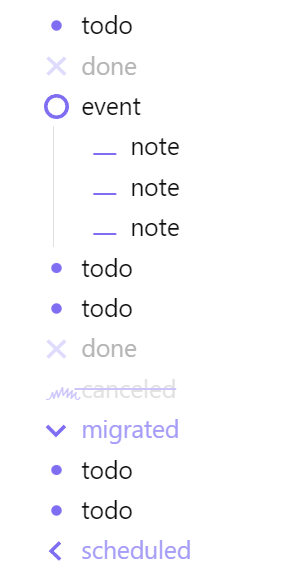 todo
done
event
note
note
note
todo
todo
done
canceled
migrated
todo
todo
scheduled